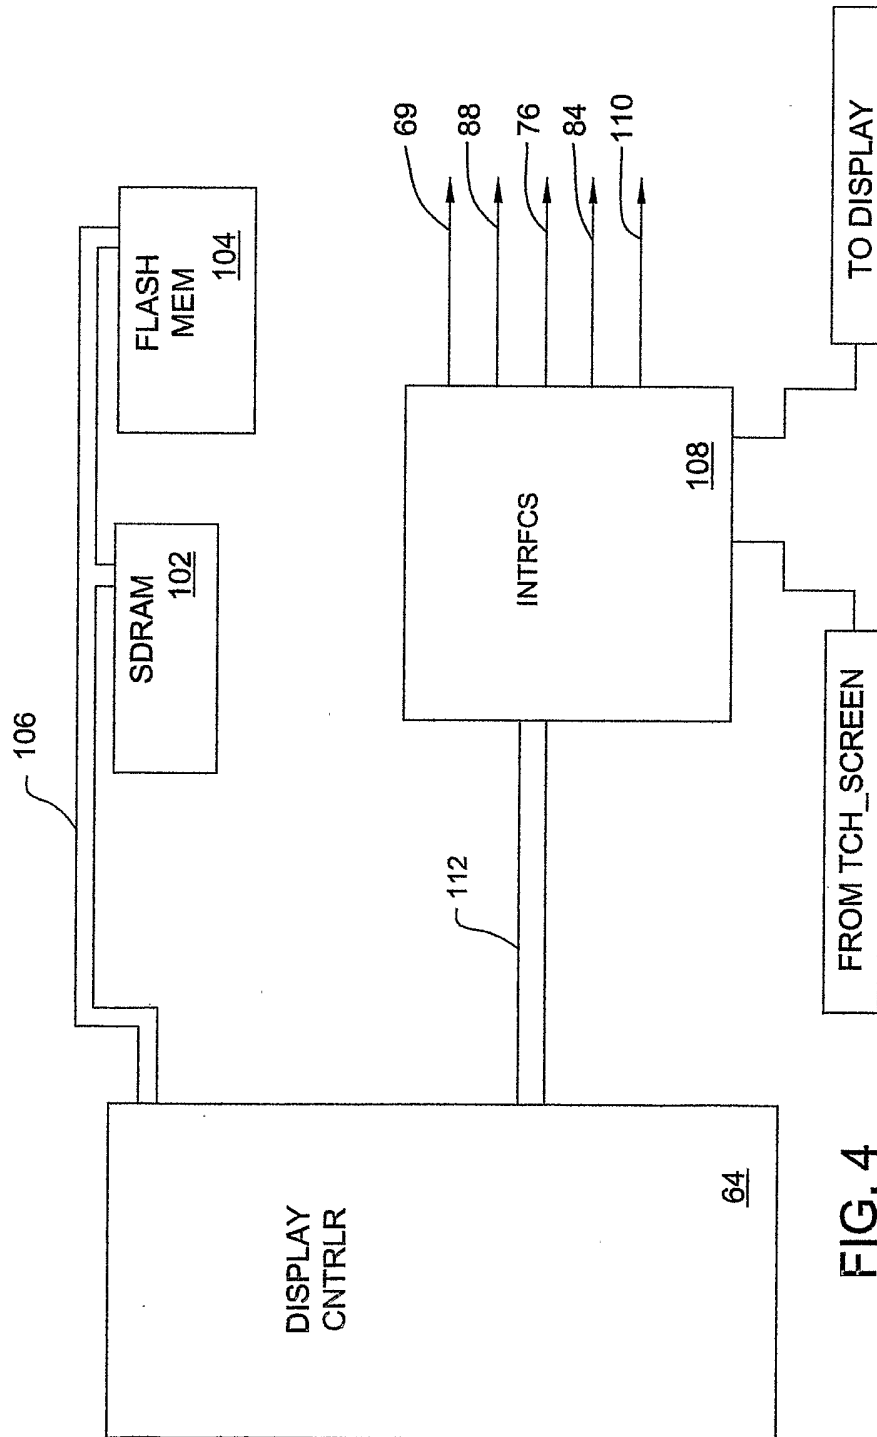 106
SDRAM
102
FLASH
MEM
104
DISPLAY
CNTRLR
64
112
INTRFCS
108
69
88
76
84
110
FROM TCH_SCREEN
TO DISPLAY
FIG. 4